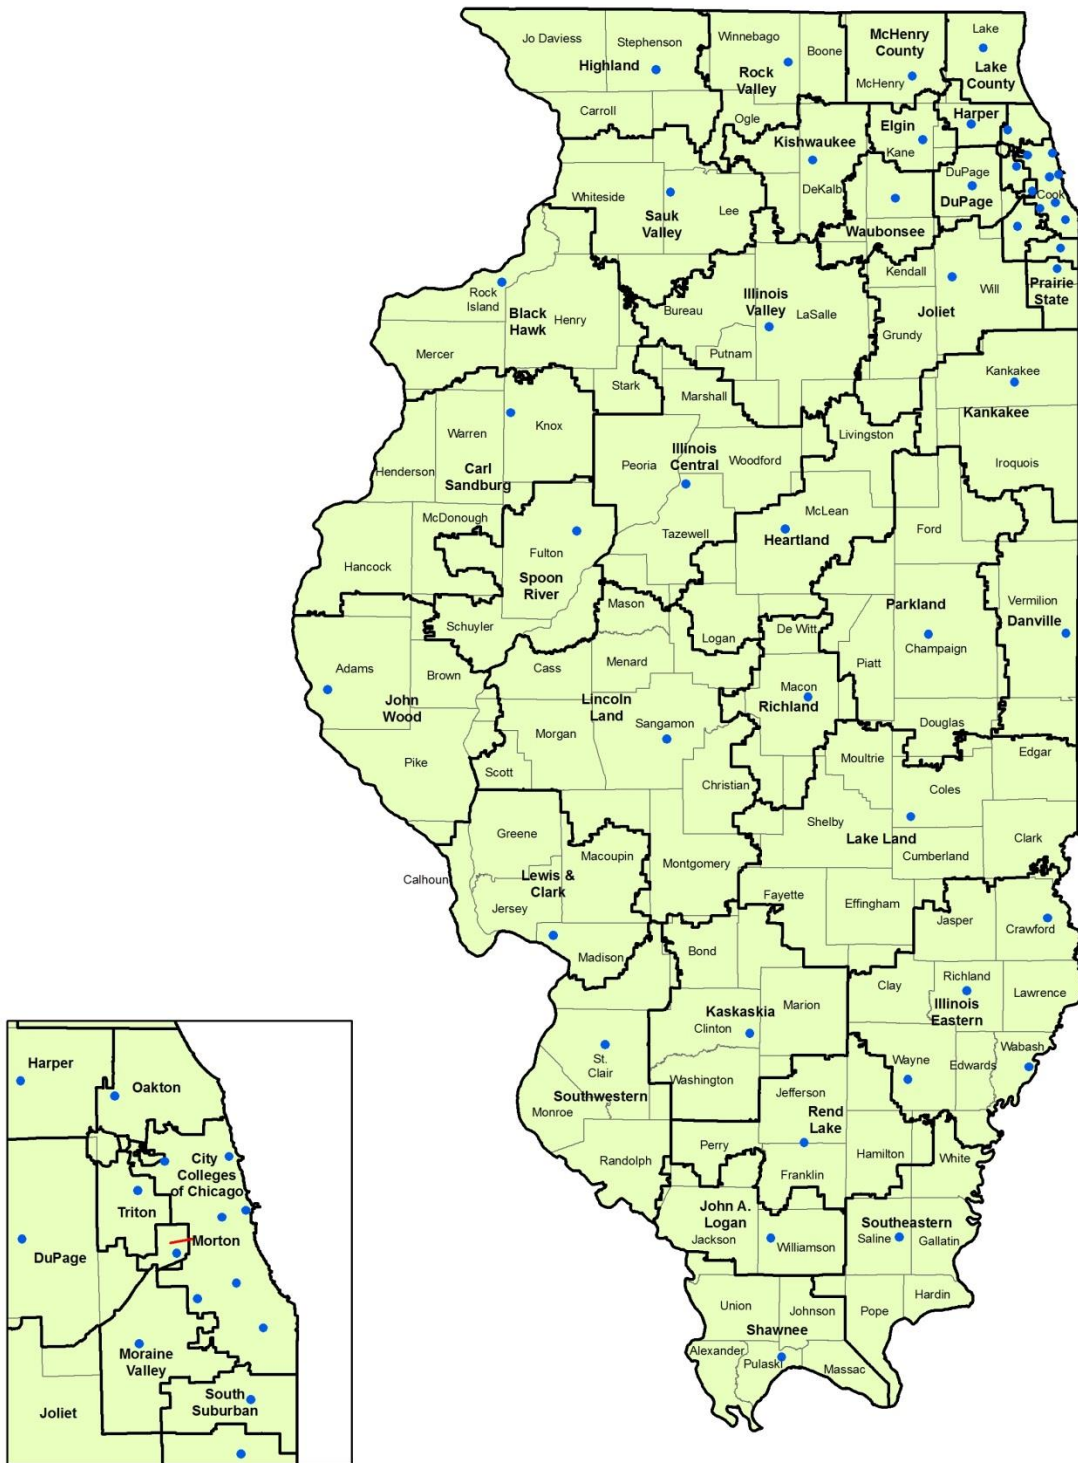 Jo Daviess
Stephenson
Highland
Carroll
Winnebago
Rock
Valley
Boone
Ogle
McHenry
County
McHenry
Lake
Lake
County
Harper
Elgin
Kane
Kishwaukee
DeKalb
DuPage
DuPage
Cook
Whiteside
Sauk
Valley
Lee
Waubonsee
Kendall
Will
Prairie
State
Joliet
Grundy
Rock
Island
Black
Hawk
Henry
Mercer
Bureau
Illinois
Valley
LaSalle
Putnam
Stark
Marshall
Kankakee
Kankakee
Iroquois
Livingston
Warren
Knox
Henderson
Carl
Sandburg
Peoria
Illinois
Central
Woodford
McLean
Heartland
Tazewell
Ford
McDonough
Hancock
Fulton
Spoon
River
Schuyler
Mason
Logan
De Witt
Parkland
Champaign
Piatt
Vermilion
Danville
Adams
Brown
John
Wood
Pike
Cass
Menard
Lincoln
Land
Sangamon
Morgan
Scott
Christian
Macon
Richland
Douglas
Edgar
Moultrie
Coles
Shelby
Lake Land
Cumberland
Clark
Greene
Macoupin
Montgomery
Calhoun
Lewis &
Clark
Jersey
Madison
Fayette
Effingham
Jasper
Crawford
Bond
Clay
Richland
Illinois
Eastern
Lawrence
Marion
Kaskaskia
Clinton
Washington
St.
Clair
Southwestern
Monroe
Randolph
Wayne
Edwards
Wabash
Jefferson
Rend
Lake
Perry
Franklin
Hamilton
White
John A.
Logan
Jackson
Williamson
Southeastern
Saline
Gallatin
Union
Johnson
Shawnee
Pope
Hardin
Alexander
Pulaski
Massac
Harper
Oakton
City
Colleges
of Chicago
Triton
Morton
DuPage
Moraine
Valley
South
Suburban
Joliet